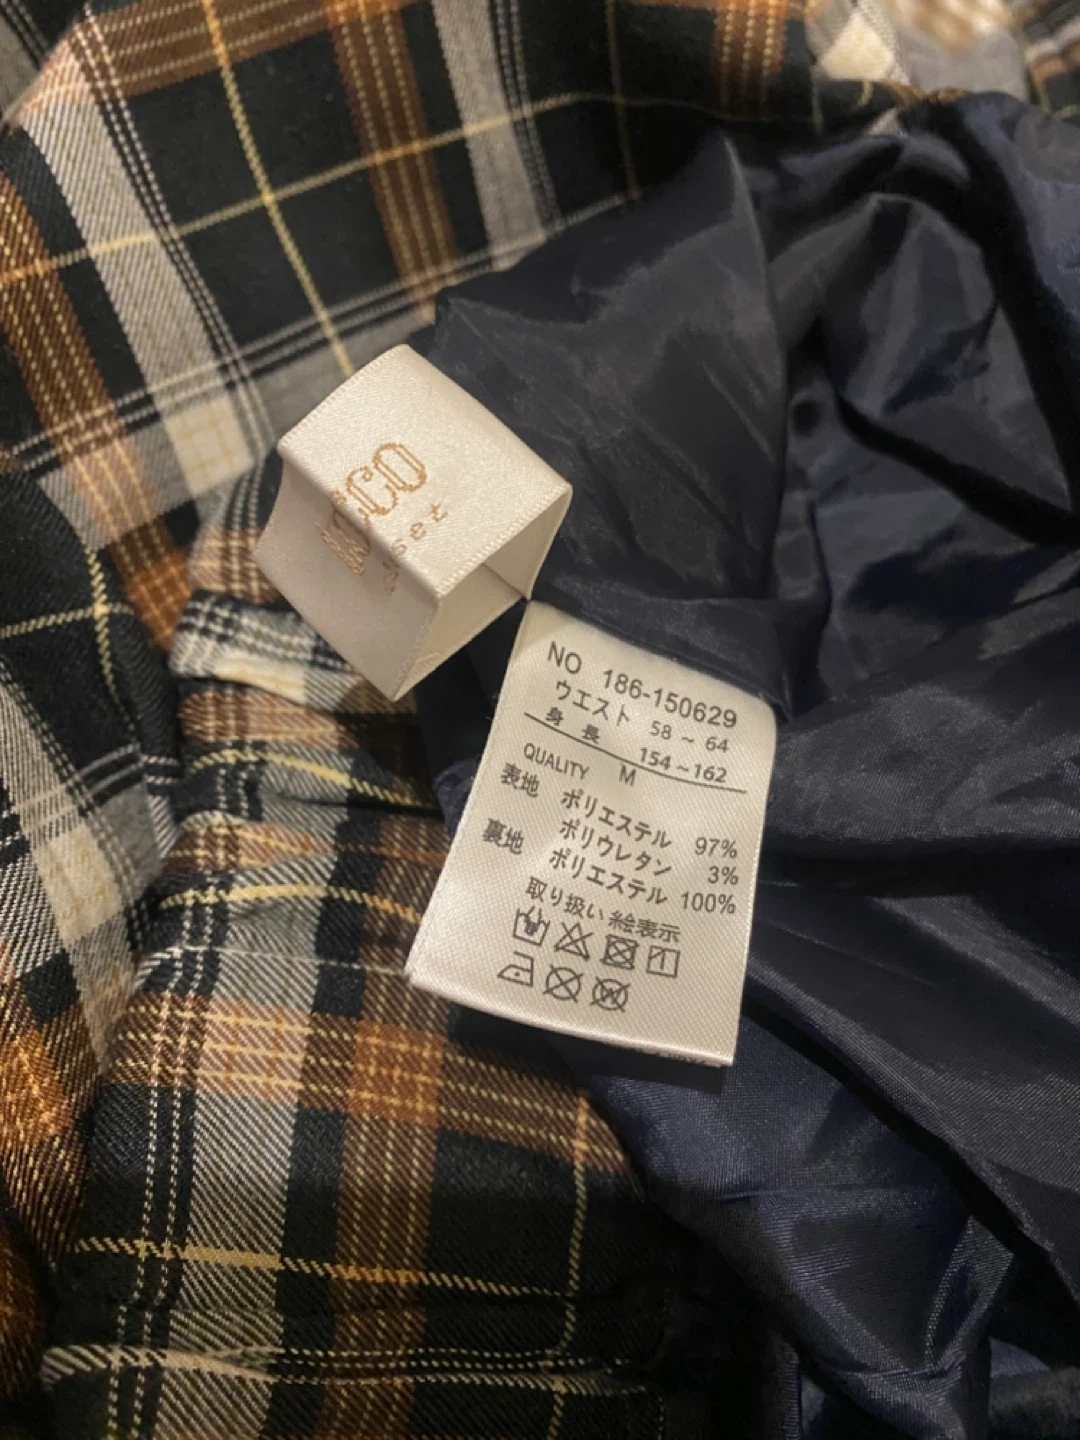 NO 186-150629
ウエスト 58 ~ 64
身 長 154~162
QUALITY M
表地 ポリエステル 97%
ポリウレタン 3%
裏地 ポリエステル 100%
取り扱い絵表示